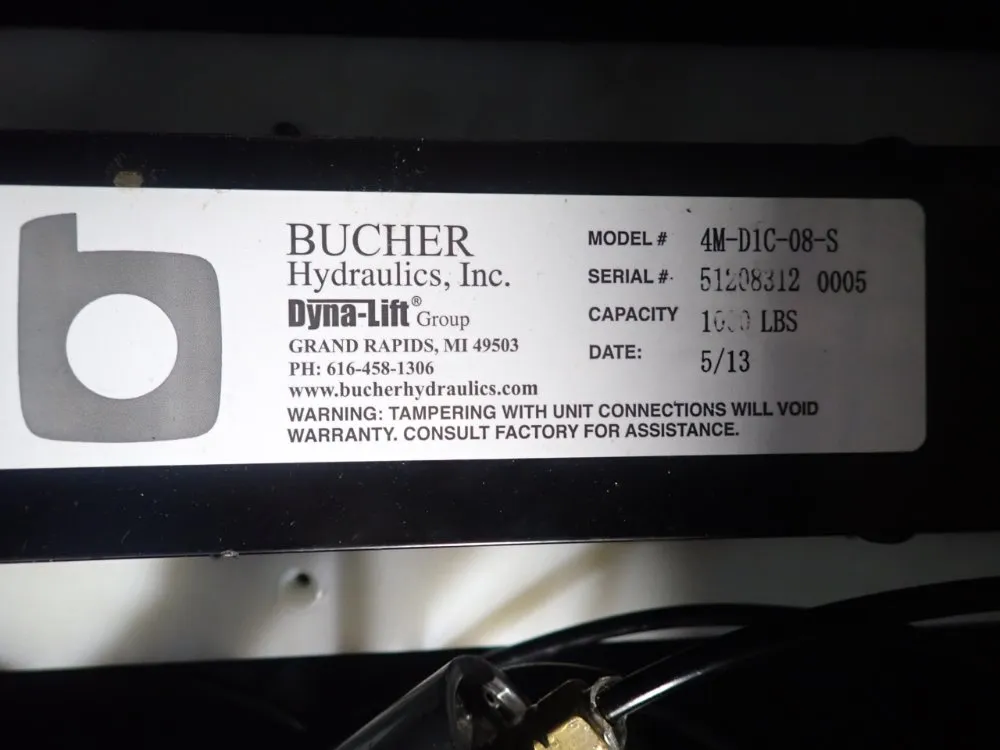 BUCHER
Hydraulics, Inc.
Dyna-Lift® Group
GRAND RAPIDS, MI 49503
PH: 616-458-1306
www.bucherhydraulics.com
WARNING: TAMPERING WITH UNIT CONNECTIONS WILL VOID
WARRANTY. CONSULT FACTORY FOR ASSISTANCE.
MODEL # 4M-D1C-08-S
SERIAL #: 0005
CAPACITY LBS
DATE: 5/13